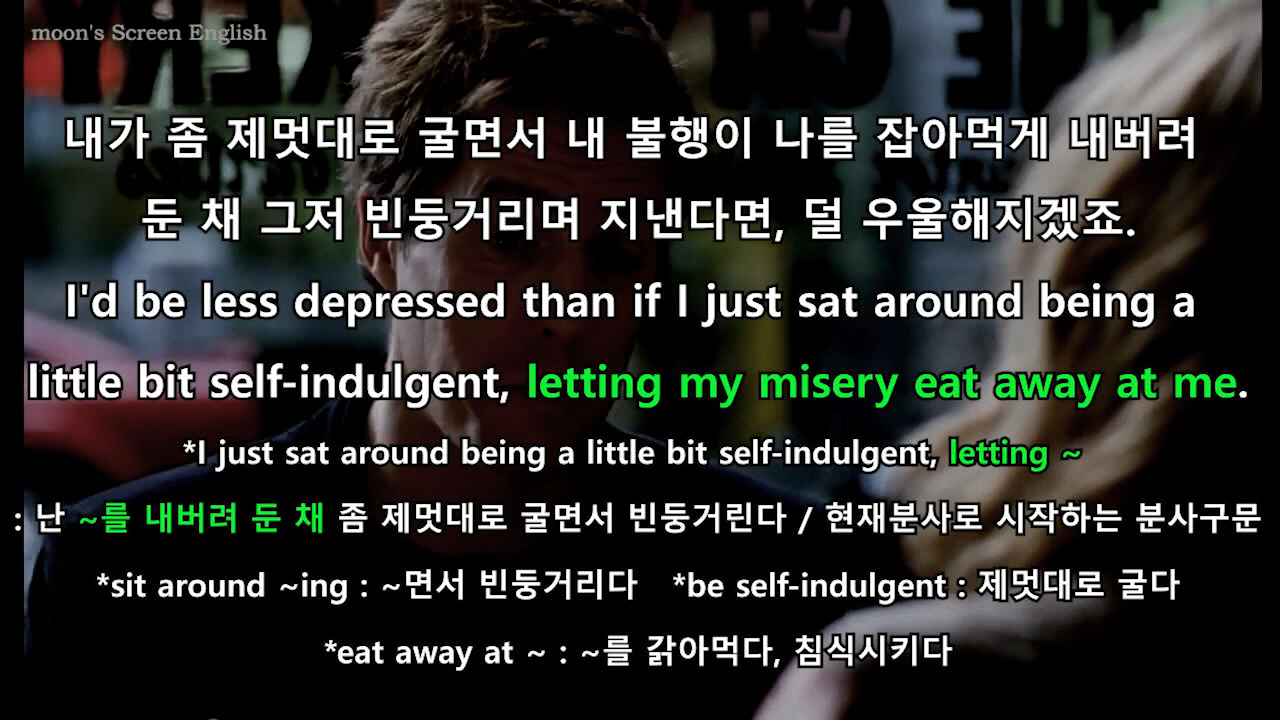 moon's Screen English
내가 좀 제멋대로 굴면서 내 불행이 나를 잡아먹게 내버려
둔 채 그저 빈둥거리며 지낸다면, 덜 우울해지겠죠.
I'd be less depressed than if I just sat around being a
little bit self-indulgent, letting my misery eat away at me.
*I just sat around being a little bit self-indulgent, letting ~
: 난 ~를 내버려 둔 채 좀 제멋대로 굴면서 빈둥거린다 / 현재분사로 시작하는 분사구문
*sit around ~ing : ~면서 빈둥거리다 *be self-indulgent : 제멋대로 굴다
*eat away at ~ : ~를 갉아먹다, 침식시키다